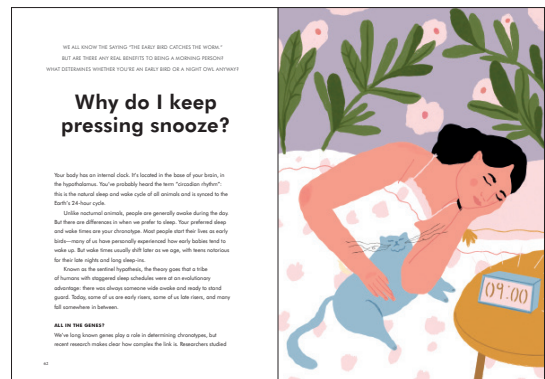 WE ALL KNOW THE SAYING "THE EARLY BIRD CATCHES THE WORM."
BUT ARE THERE ANY REAL BENEFITS TO BEING A MORNING PERSON?
WHAT DETERMINES WHETHER YOU'RE AN EARLY BIRD OR A NIGHT OWL ANYWAY?
Why do I keep
pressing snooze?
Your body has an internal clock. It's located in the base of your brain, in
the hypothalamus. You've probably heard the term "circadian rhythm":
this is the natural sleep and wake cycle of all animals and is synced to the
Earth's 24-hour cycle.
Unlike nocturnal animals, people are generally awake during the day
But there are differences in when we prefer to sleep. Your preferred sleep
and wake times are your chronotype. Most people start their lives as early
birds—many of us have personally experienced how early babies tend to
wake up. But wake times usually shift later as we age, with teens notorious
for their late nights and long sleep-ins.
Known as the sentinel hypothesis, the theory goes that a tribe
of humans with staggered sleep schedules were at an evolutionary
advantage: there was always someone wide awake and ready to stand
guard. Today, some of us are early risers, some of us late risers, and many
fall somewhere in between.
ALL IN THE GENES?
We've long known genes play a role in determining chronotypes, but
recent research makes clear how complex the link is. Researchers studied
62
09:00